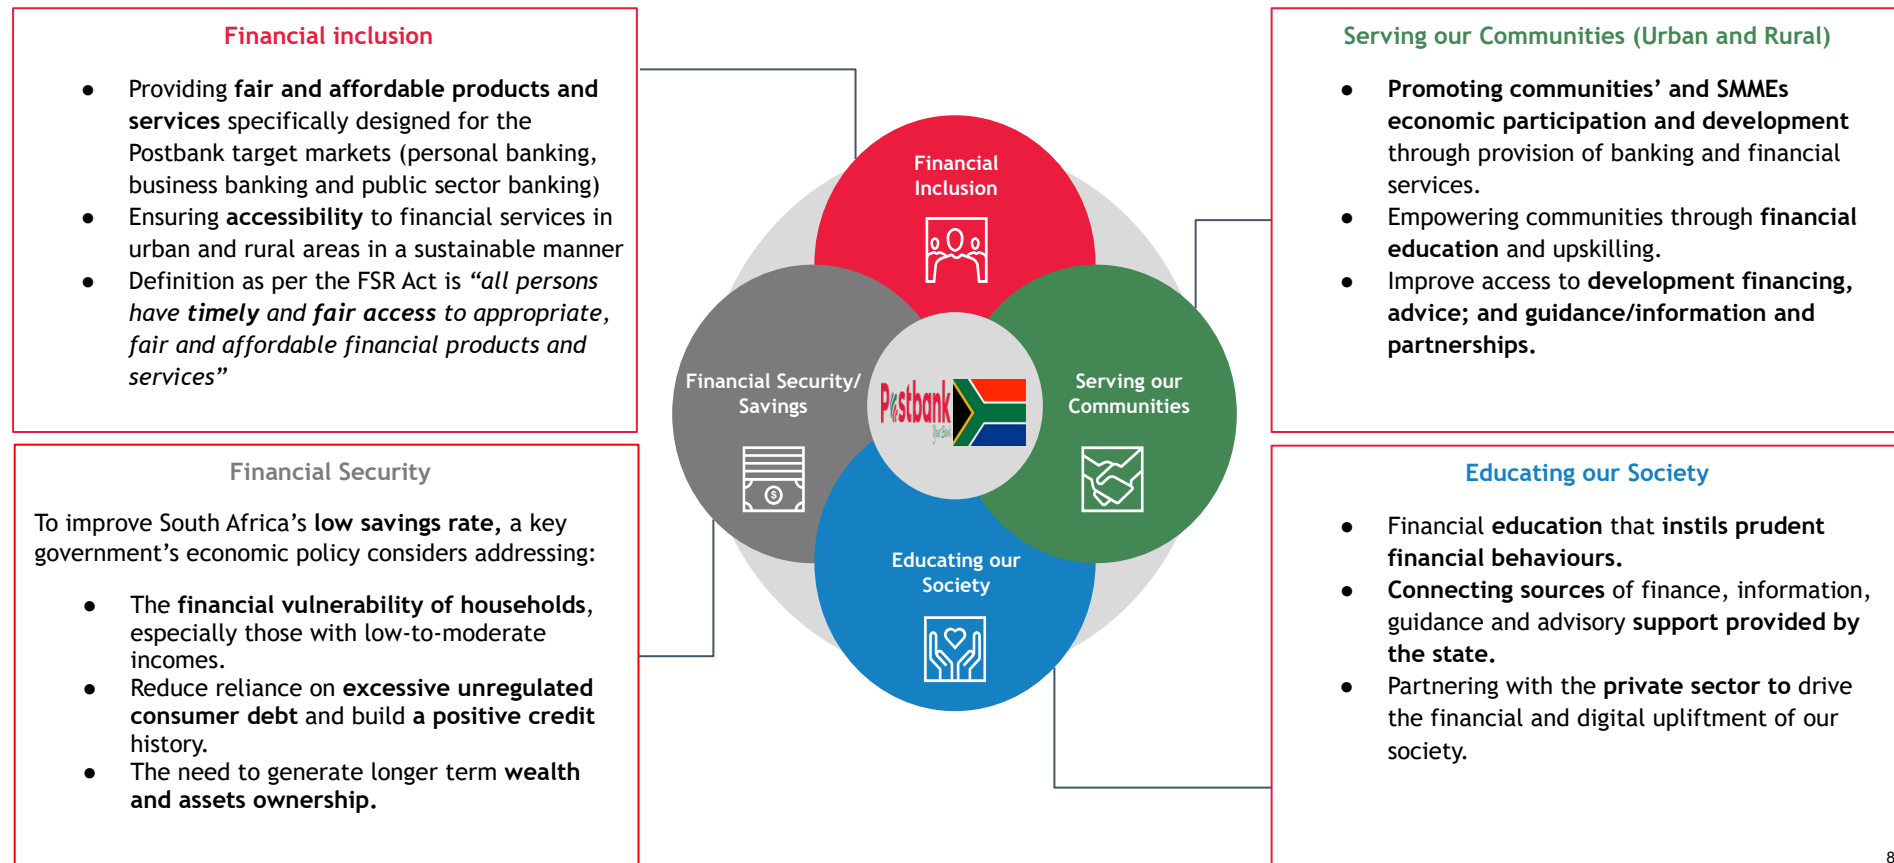 Financial inclusion
● Providing fair and affordable products and
services specifically designed for the
Postbank target markets (personal banking,
business banking and public sector banking)
● Ensuring accessibility to financial services in
urban and rural areas in a sustainable manner
● Definition as per the FSR Act is “all persons
have timely and fair access to appropriate,
fair and affordable financial products and
services”
Financial Security
To improve South Africa’s low savings rate, a key
government’s economic policy considers addressing:
● The financial vulnerability of households,
especially those with low-to-moderate
incomes.
● Reduce reliance on excessive unregulated
consumer debt and build a positive credit
history.
● The need to generate longer term wealth
and assets ownership.
Financial
Inclusion
Financial Security/
Savings
$
Postbank
Your Bank
Serving our
Communities
Educating our
Society
Serving our Communities (Urban and Rural)
● Promoting communities’ and SMMEs
economic participation and development
through provision of banking and financial
services.
● Empowering communities through financial
education and upskilling.
● Improve access to development financing,
advice; and guidance/information and
partnerships.
Educating our Society
● Financial education that instils prudent
financial behaviours.
● Connecting sources of finance, information,
guidance and advisory support provided by
the state.
● Partnering with the private sector to drive
the financial and digital upliftment of our
society.
8